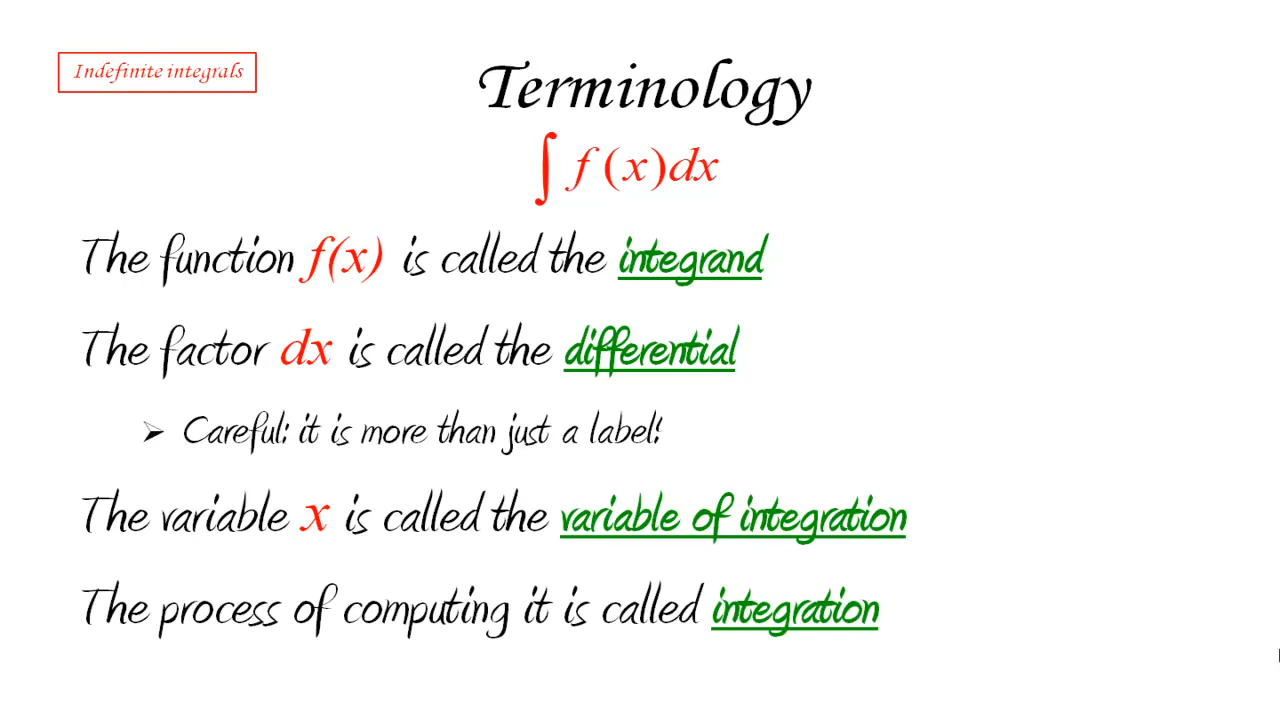 Indefinite integrals
Terminology
∫ f(x)dx
The function f(x) is called the integrand
The factor dx is called the differential
➢ Careful: it is more than just a label!
The variable x is called the variable of integration
The process of computing it is called integration